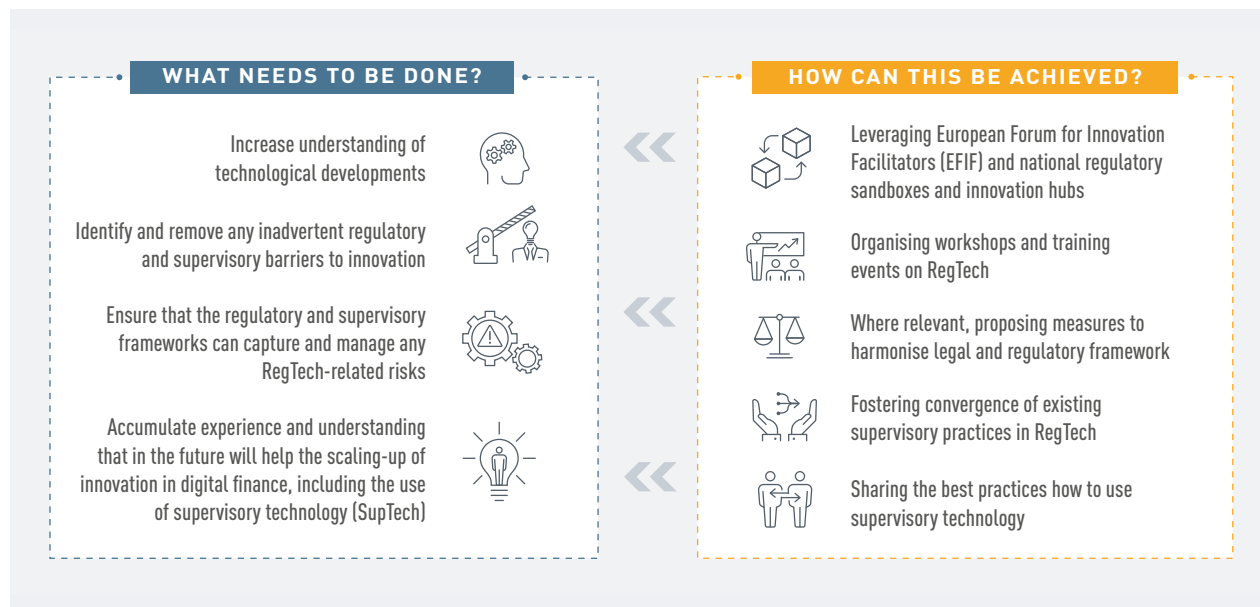 WHAT NEEDS TO BE DONE?
Increase understanding of
technological developments
Identify and remove any inadvertent regulatory
and supervisory barriers to innovation
Ensure that the regulatory and supervisory
frameworks can capture and manage any
RegTech-related risks
Accumulate experience and understanding
that in the future will help the scaling-up of
innovation in digital finance, including the use
of supervisory technology (SupTech)
HOW CAN THIS BE ACHIEVED?
Leveraging European Forum for Innovation
Facilitators (EFIF) and national regulatory
sandboxes and innovation hubs
Organising workshops and training
events on RegTech
Where relevant, proposing measures to
harmonise legal and regulatory framework
Fostering convergence of existing
supervisory practices in RegTech
Sharing the best practices how to use
supervisory technology